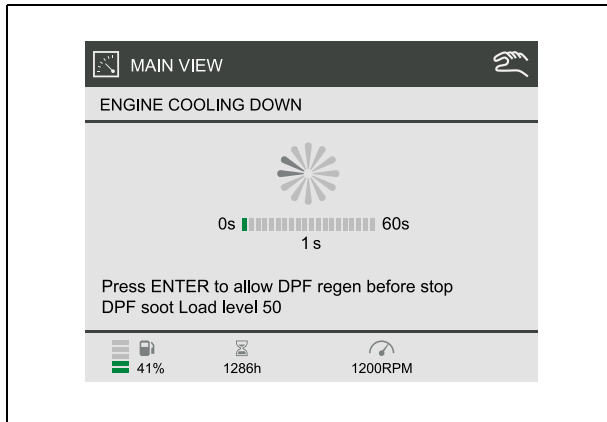 MAIN VIEW
ENGINE COOLING DOWN
0s 60s
1 s
Press ENTER to allow DPF regen before stop
DPF soot Load level 50
41% 1286h 1200RPM